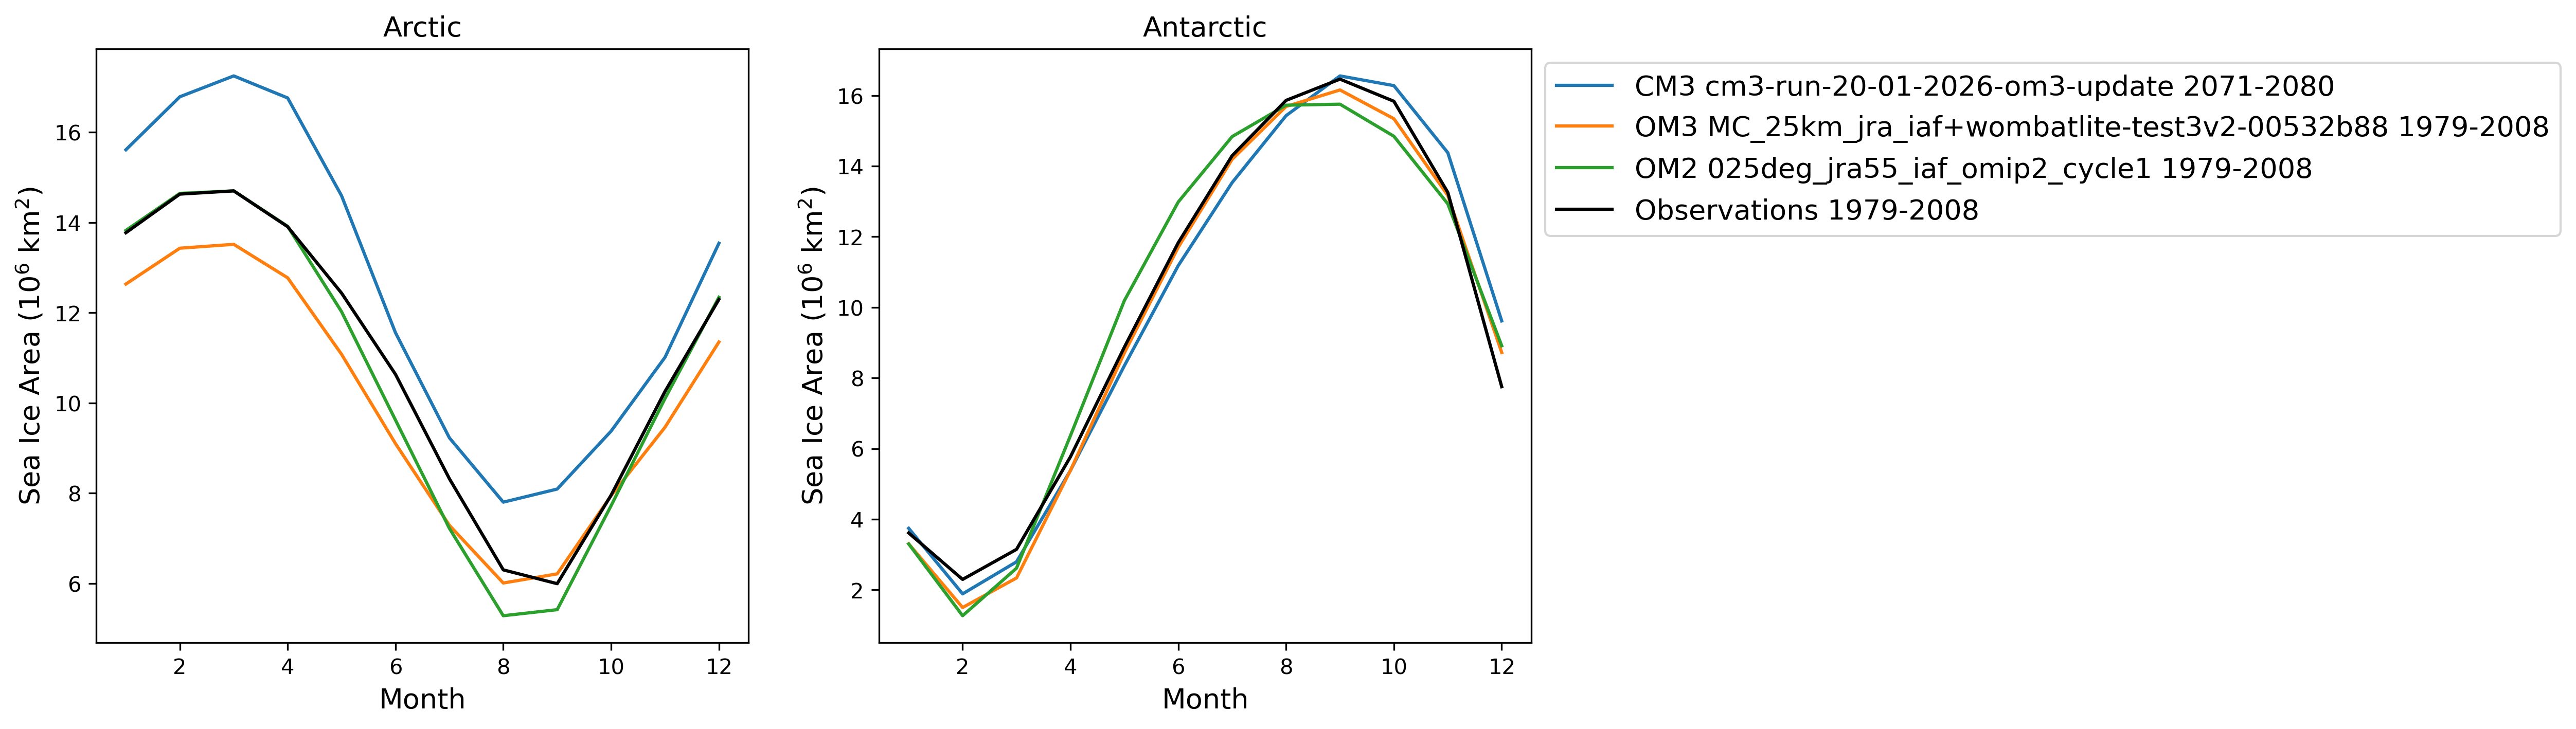 Arctic
Sea Ice Area (10⁶ km²)
16
14
12
10
8
6
2 4 6 8 10 12
Month
Antarctic
Sea Ice Area (10⁶ km²)
16
14
12
10
8
6
4
2
2 4 6 8 10 12
Month
CM3 cm3-run-20-01-2026-om3-update 2071-2080
OM3 MC_25km_jra_iaf+wombatlite-test3v2-00532b88 1979-2008
OM2 025deg_jra55_iaf_omip2_cycle1 1979-2008
Observations 1979-2008